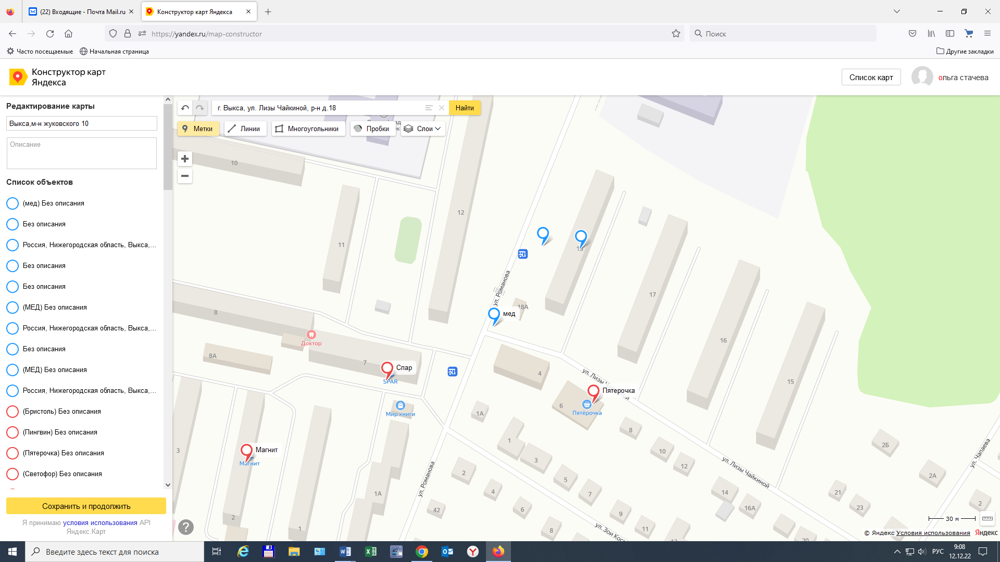 (22) Входящие - Почта Mail.ru
Конструктор карт Яндекса
https://yandex.ru/map-constructor
Поиск
Часто посещаемые
Начальная страница
Другие закладки
Конструктор карт
Яндекса
Список карт
ольга стачева
Редактирование карты
Выкса,м-н жуковского 10
Описание
Список объектов
(мед) Без описания
Без описания
Россия, Нижегородская область, Выкса,...
Без описания
Без описания
(МЕД) Без описания
Россия, Нижегородская область, Выкса,...
Без описания
(МЕД) Без описания
Россия, Нижегородская область, Выкса,...
(Бристоль) Без описания
(Пингвин) Без описания
(Пятерочка) Без описания
(Светофор) Без описания
Сохранить и продолжить
Я принимаю условия использования API
Яндекс.Карт
г. Выкса, ул. Лизы Чайкиной, р-н д.18
Найти
Метки
Линии
Многоугольники
Пробки
Слои
10
12
11
13
17
ул. Романова
18А
мед
8
Доктор
16
8А
7
Спар
SPAR
4
15
Пятерочка
6
Пятёрочка
Мир книги
1А
8
1
2Б
3
Магнит
Магнит
10
3
12
ул. Чапаева
ул. Лизы Чайкиной
2
5
2А
ул. Романова
4
7
14
21
1А
16А
23
2
42
6
9
2
1
8
11
30 м
© Яндекс Условия использования
Яндекс
Введите здесь текст для поиска
РУС
9:08
12.12.22